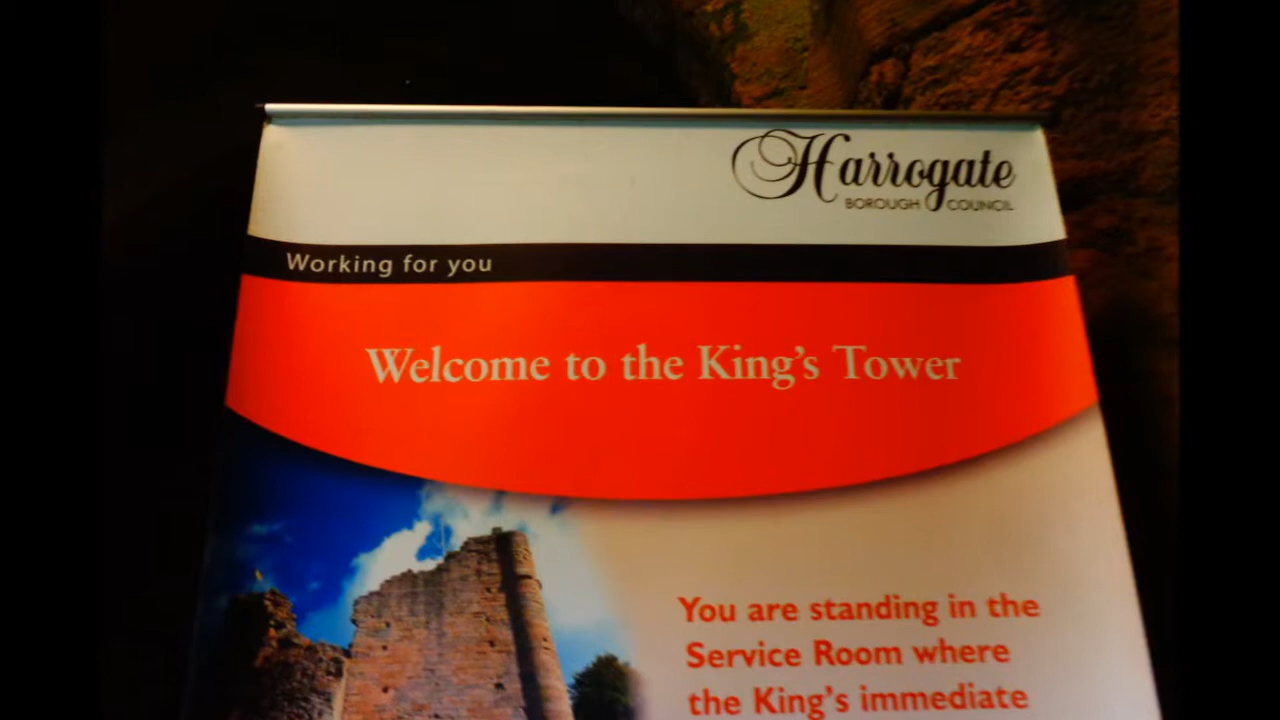 Harrogate
BOROUGH COUNCIL
Working for you
Welcome to the King's Tower
You are standing in the
Service Room where
the King's immediate